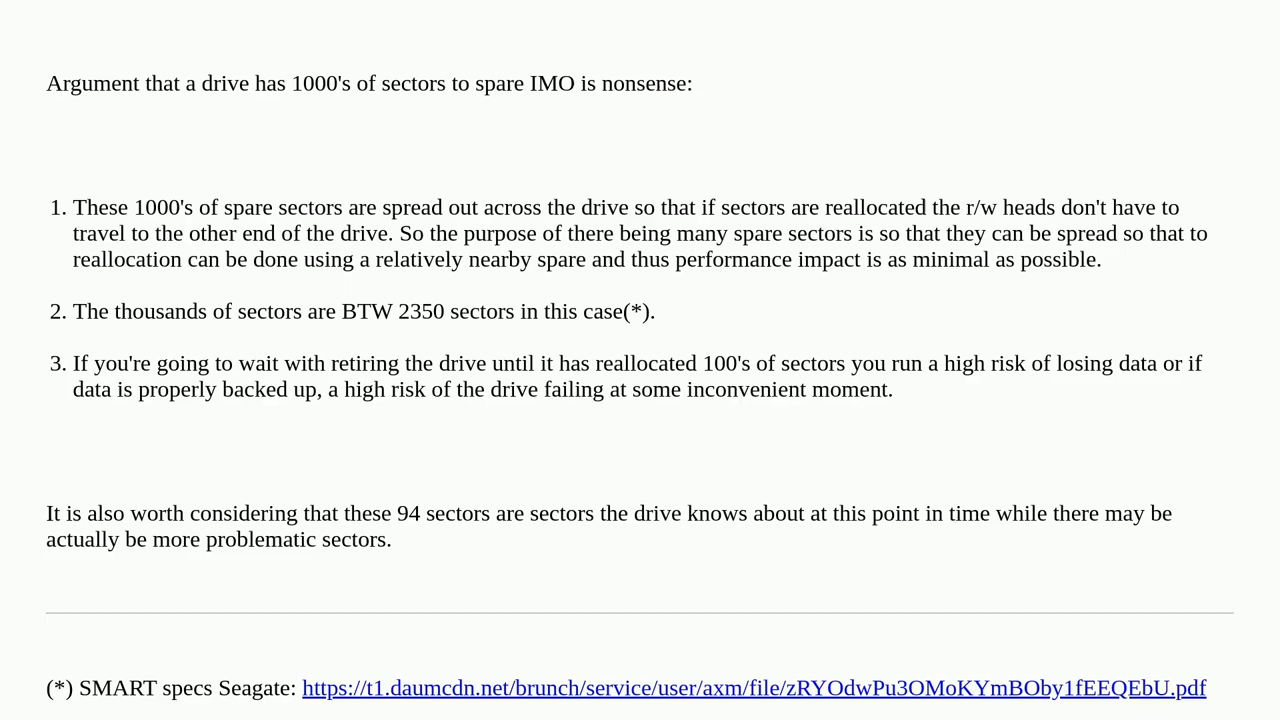 Argument that a drive has 1000's of sectors to spare IMO is nonsense:
1. These 1000's of spare sectors are spread out across the drive so that if sectors are reallocated the r/w heads don't have to
travel to the other end of the drive. So the purpose of there being many spare sectors is so that they can be spread so that to
reallocation can be done using a relatively nearby spare and thus performance impact is as minimal as possible.
2. The thousands of sectors are BTW 2350 sectors in this case(*).
3. If you're going to wait with retiring the drive until it has reallocated 100's of sectors you run a high risk of losing data or if
data is properly backed up, a high risk of the drive failing at some inconvenient moment.
It is also worth considering that these 94 sectors are sectors the drive knows about at this point in time while there may be
actually be more problematic sectors.
(*) SMART specs Seagate: https://t1.daumcdn.net/brunch/service/user/axm/file/zRYOdwPu3OMoKYmBOby1fEEQEbU.pdf